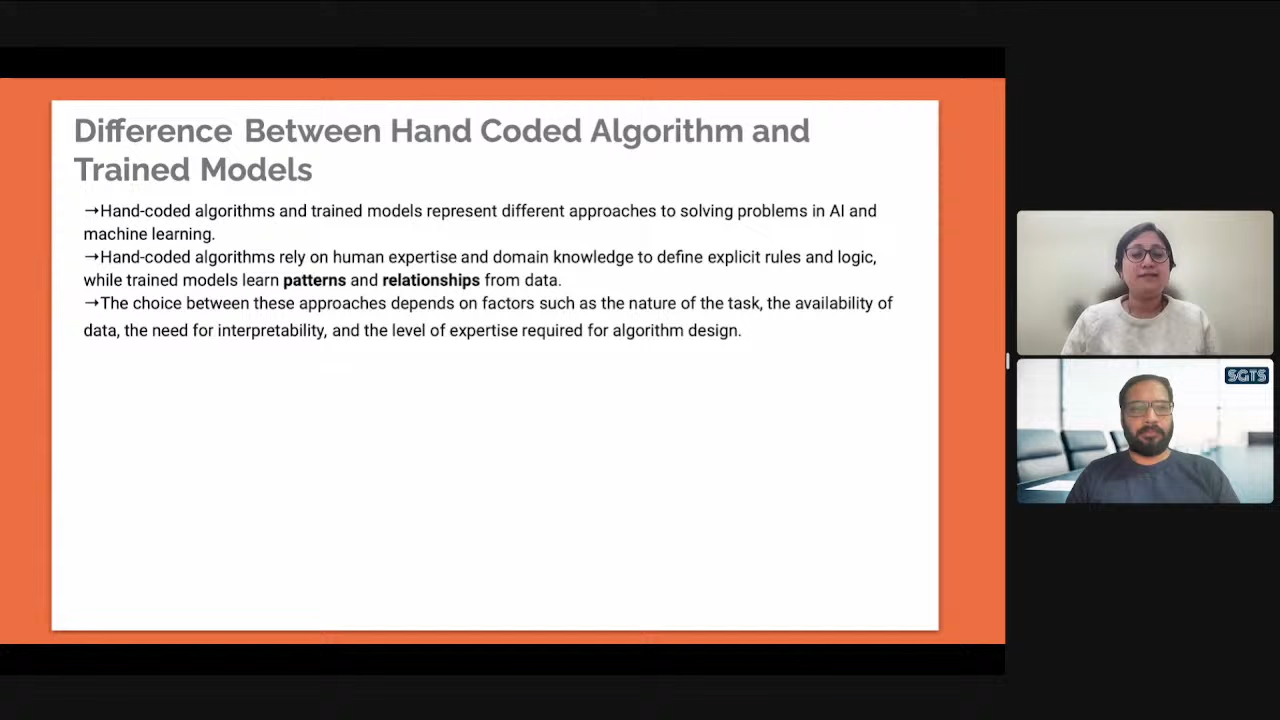 Difference Between Hand Coded Algorithm and
Trained Models
→Hand-coded algorithms and trained models represent different approaches to solving problems in AI and
machine learning.
→Hand-coded algorithms rely on human expertise and domain knowledge to define explicit rules and logic,
while trained models learn patterns and relationships from data.
→The choice between these approaches depends on factors such as the nature of the task, the availability of
data, the need for interpretability, and the level of expertise required for algorithm design.
SGTS